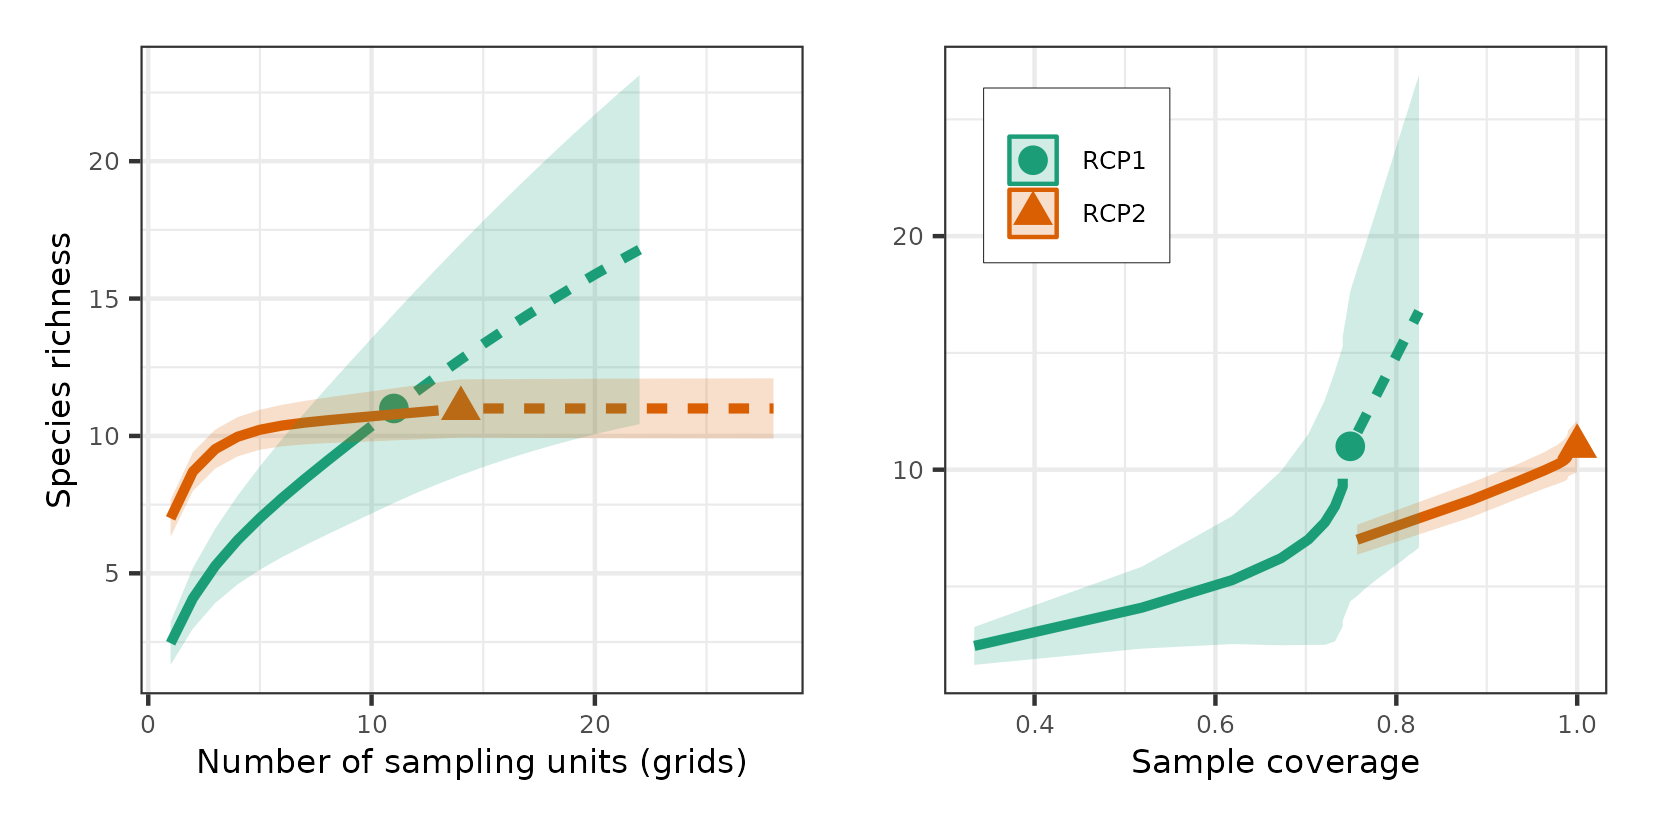 Species richness
20
15
10
5
0 10 20
Number of sampling units (grids)
RCP1
RCP2
20
10
0.4 0.6 0.8 1.0
Sample coverage